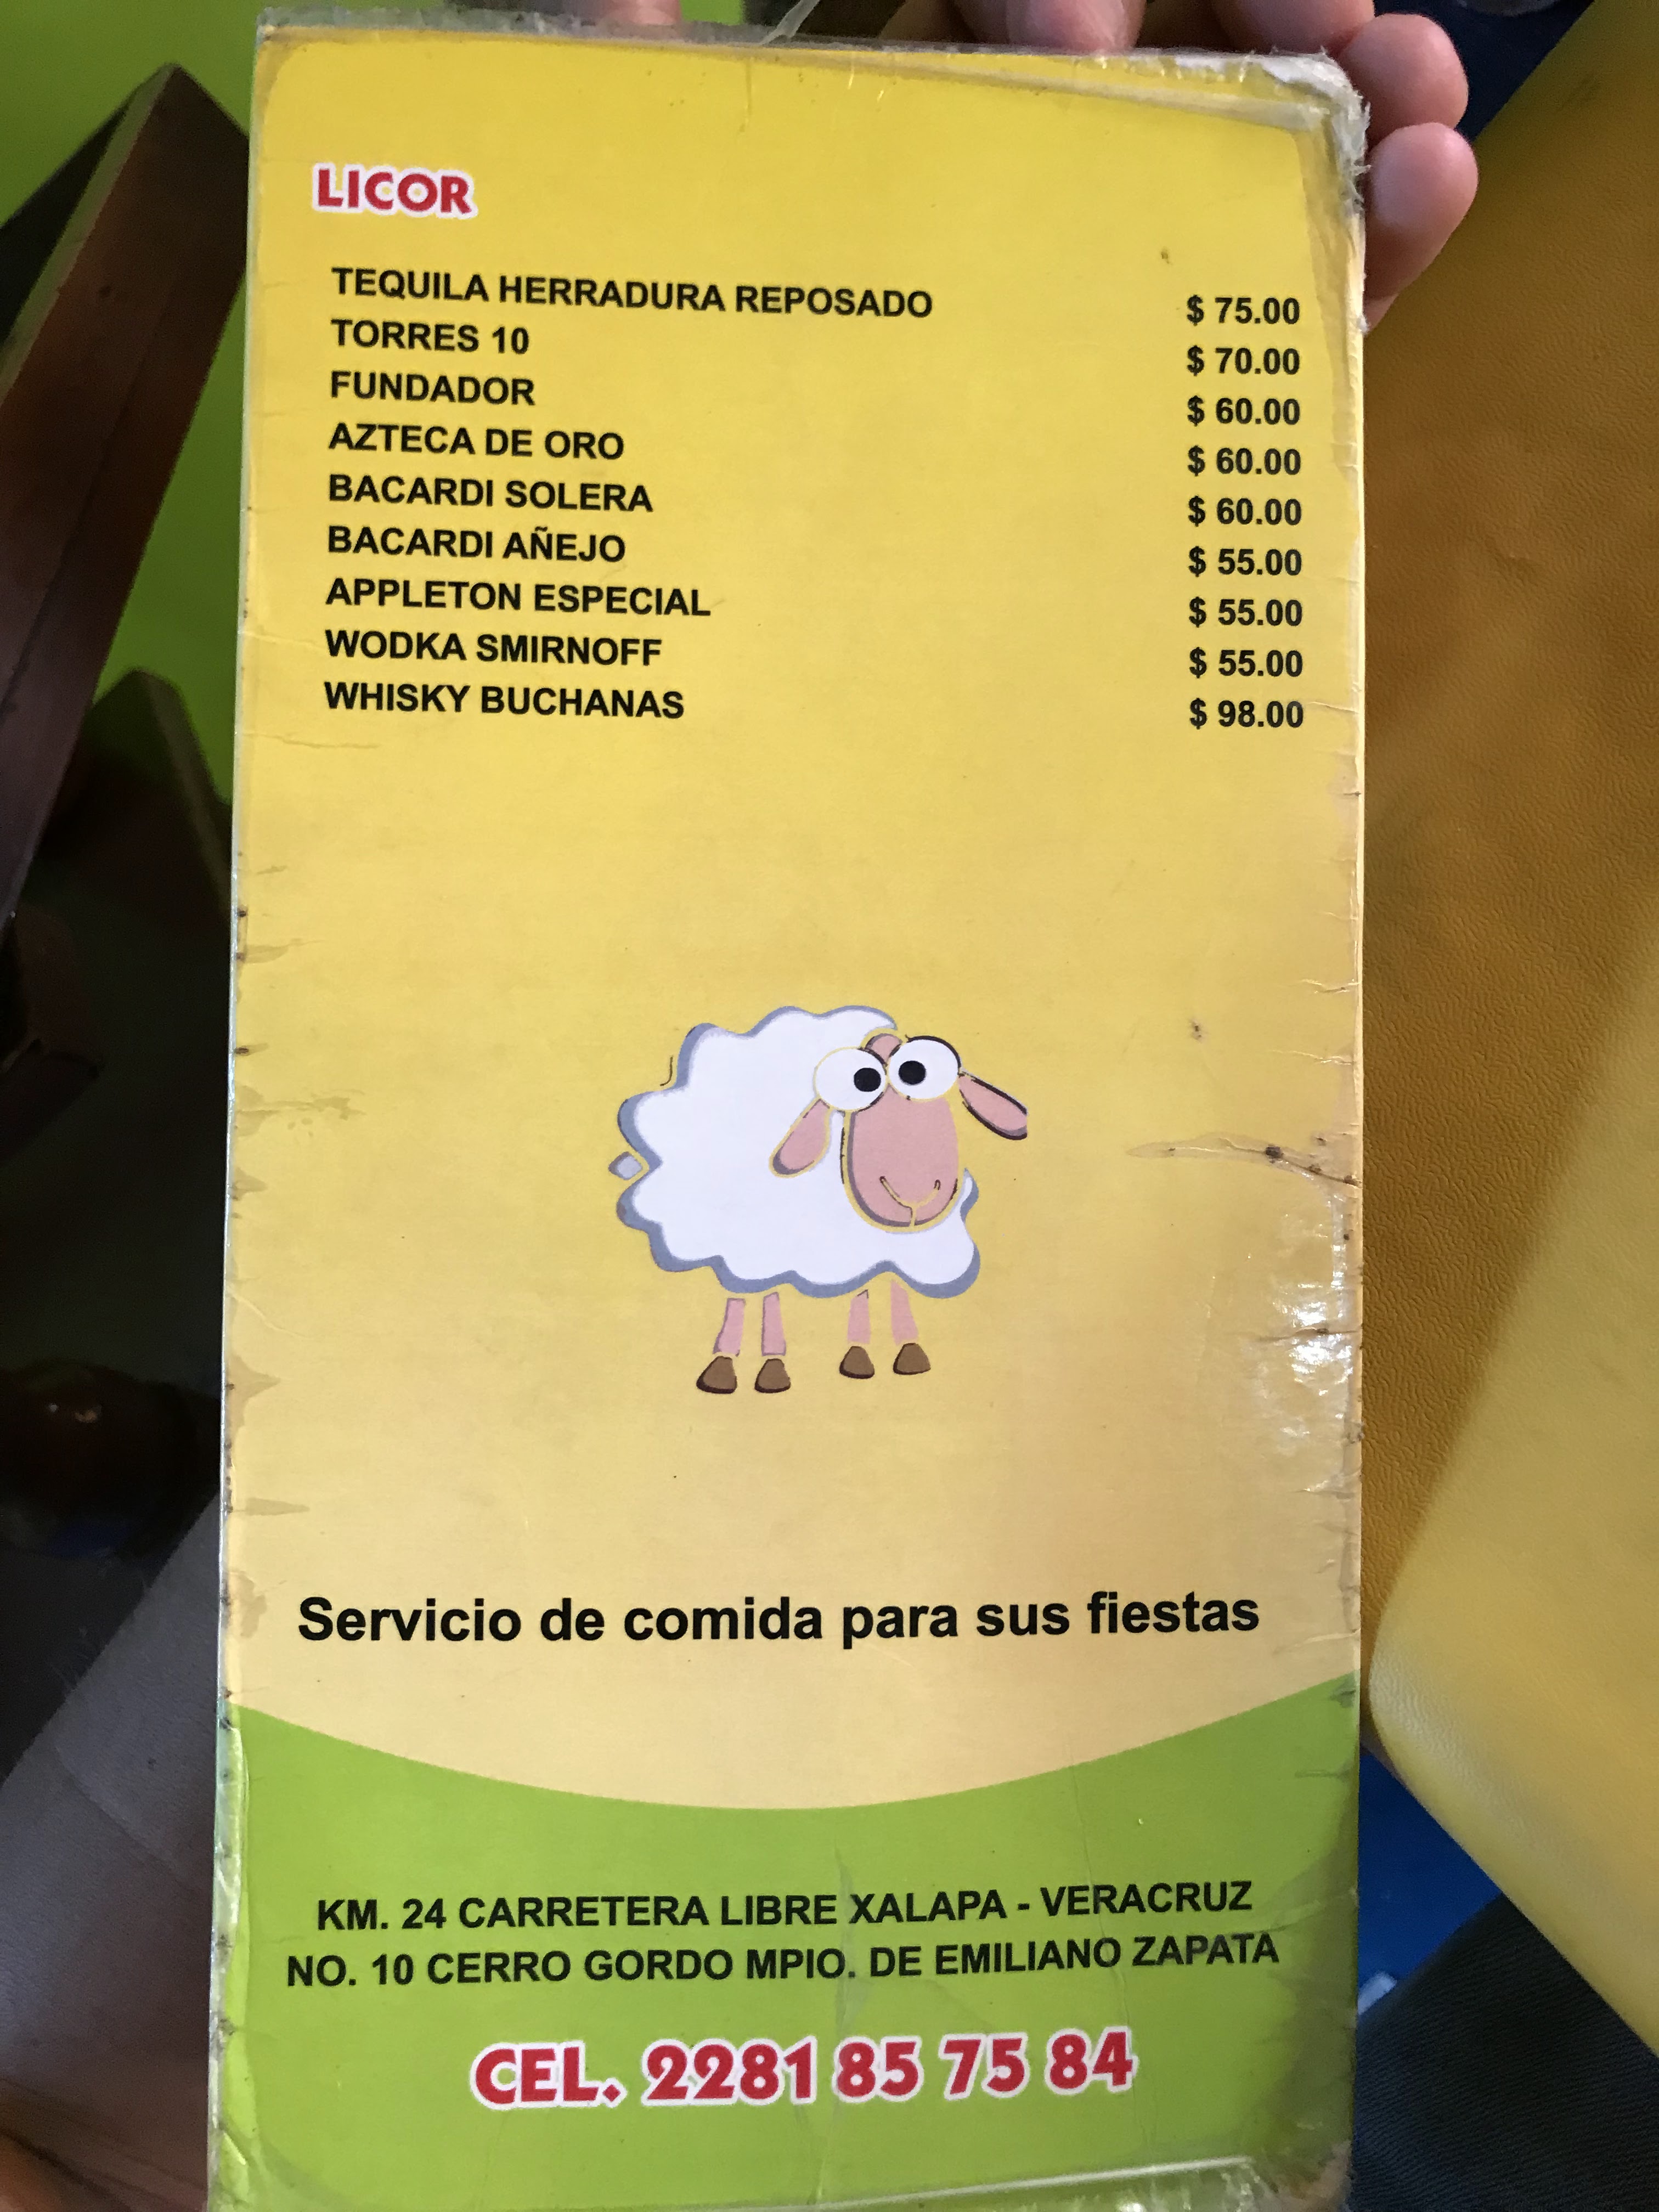 LICOR
TEQUILA HERRADURA REPOSADO $ 75.00
TORRES 10 $ 70.00
FUNDADOR $ 60.00
AZTECA DE ORO $ 60.00
BACARDI SOLERA $ 60.00
BACARDI AÑEJO $ 55.00
APPLETON ESPECIAL $ 55.00
WODKA SMIRNOFF $ 55.00
WHISKY BUCHANAS $ 98.00
Servicio de comida para sus fiestas
KM. 24 CARRETERA LIBRE XALAPA - VERACRUZ
NO. 10 CERRO GORDO MPIO. DE EMILIANO ZAPATA
CEL. 2281 85 75 84